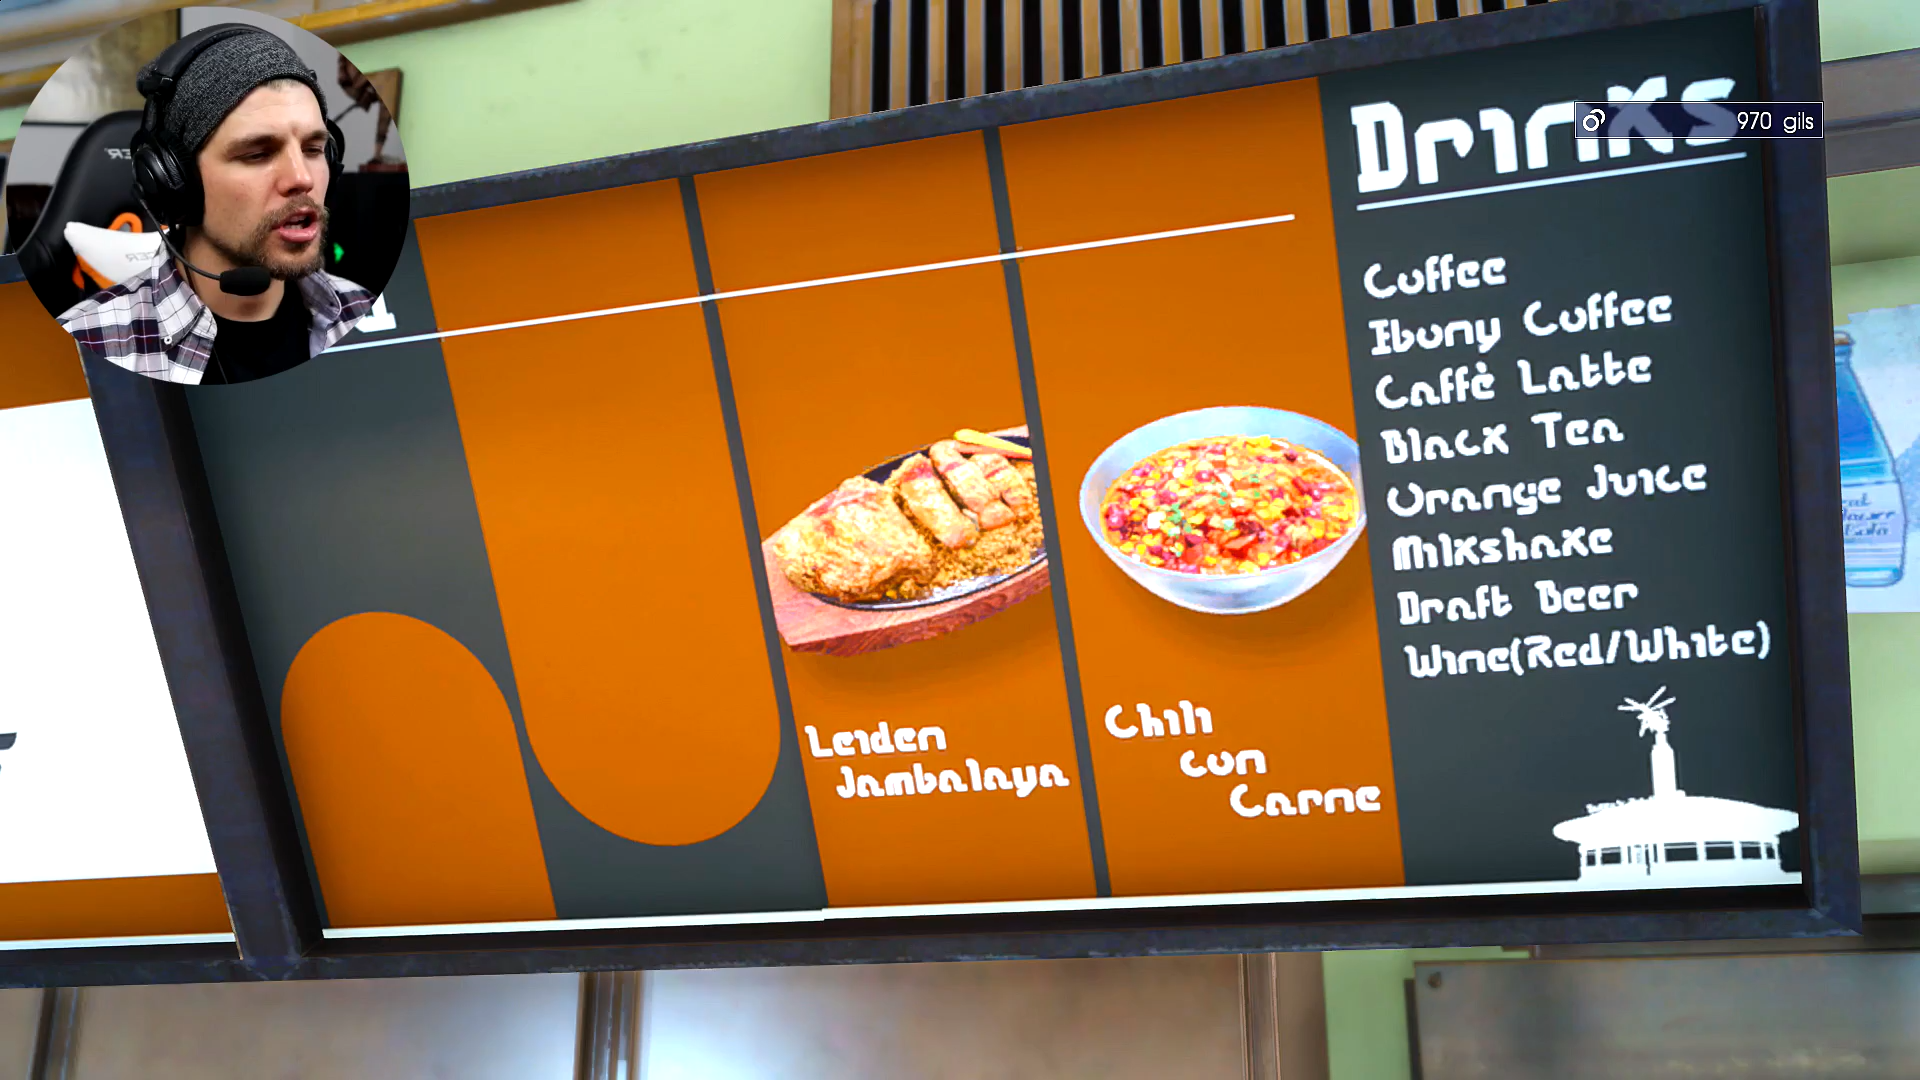 Drinks
970 gils
Coffee
Ebony Coffee
Caffè Latte
Black Tea
Orange Juice
Milkshake
Draft Beer
Wine(Red/White)
Leiden
Jambalaya
Chili
con
Carne